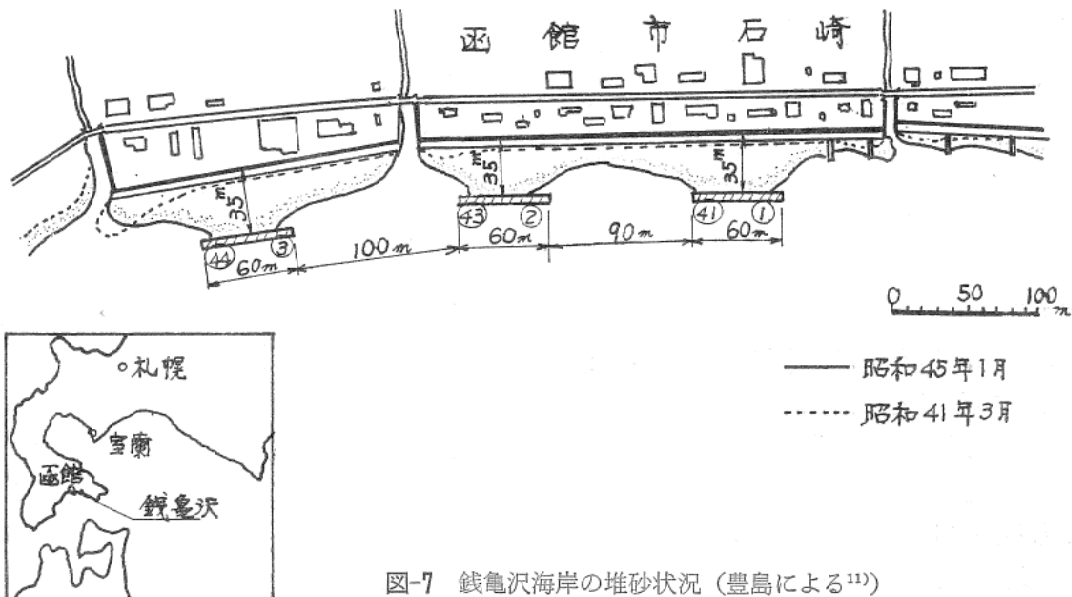 函館市石崎
35m
35m
35m
44
3
43
2
41
1
60m
100m
60m
90m
60m
0 50 100m
昭和45年1月
昭和41年3月
札幌
室蘭
函館
銭亀沢
図-7 銭亀沢海岸の堆砂状況（豊島による11)）